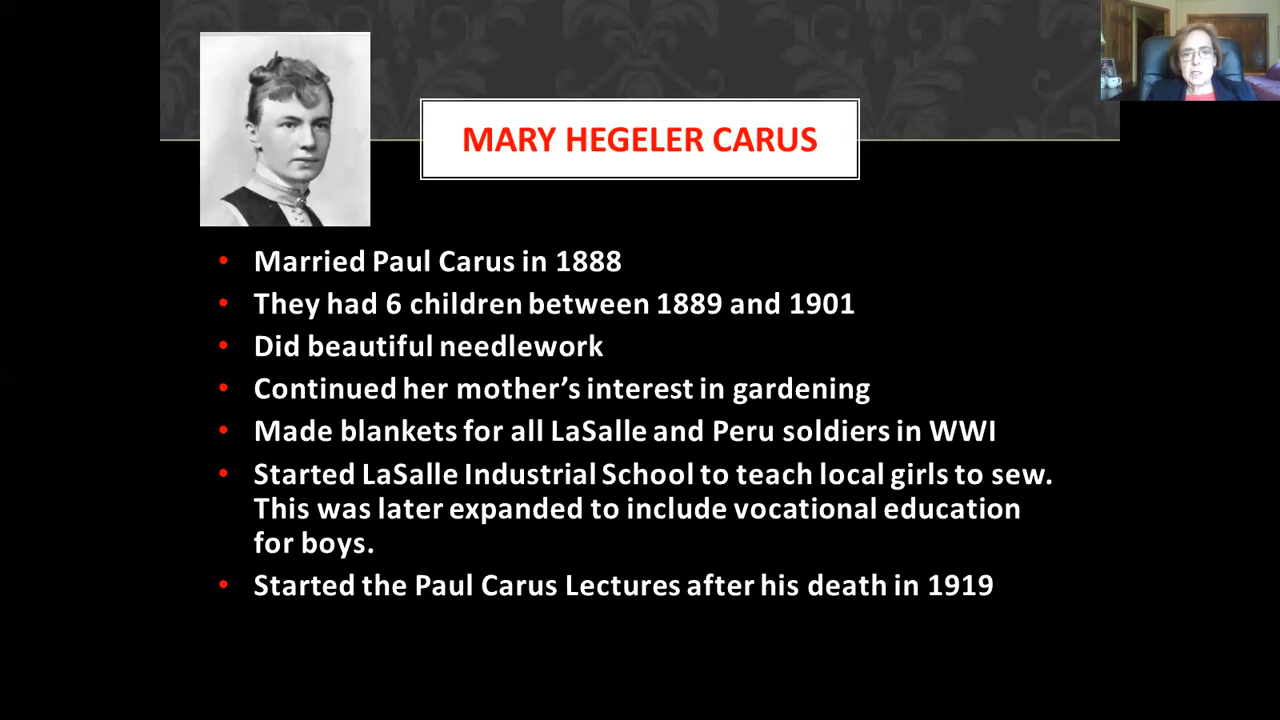 MARY HEGELER CARUS
• Married Paul Carus in 1888
• They had 6 children between 1889 and 1901
• Did beautiful needlework
• Continued her mother’s interest in gardening
• Made blankets for all LaSalle and Peru soldiers in WWI
• Started LaSalle Industrial School to teach local girls to sew.
This was later expanded to include vocational education
for boys.
• Started the Paul Carus Lectures after his death in 1919